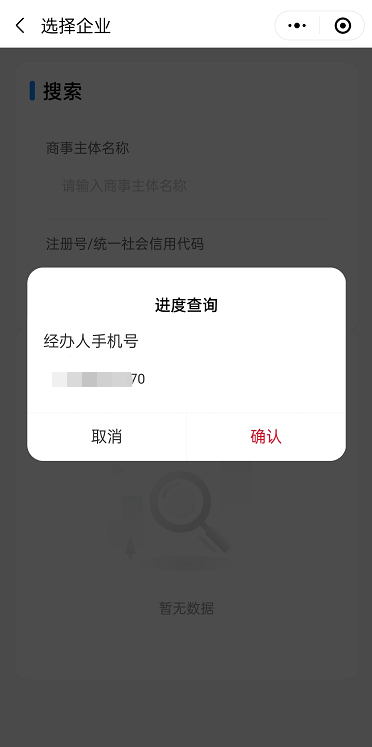 选择企业
搜索
商事主体名称
请输入商事主体名称
注册号/统一社会信用代码
进度查询
经办人手机号
70
取消
确认
暂无数据